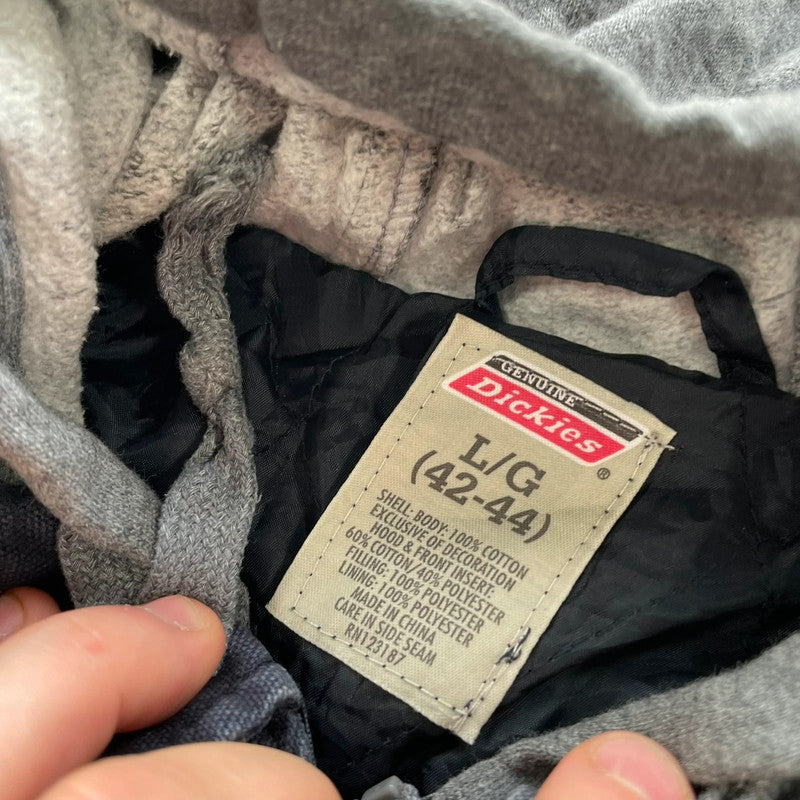 GENUINE
Dickies
®
L/G
(42-44)
SHELL: BODY: 100% COTTON
EXCLUSIVE OF DECORATION
HOOD & FRONT INSERT:
60% COTTON/40% POLYESTER
FILLING: 100% POLYESTER
LINING: 100% POLYESTER
MADE IN CHINA
CARE IN SIDE SEAM
RN123187